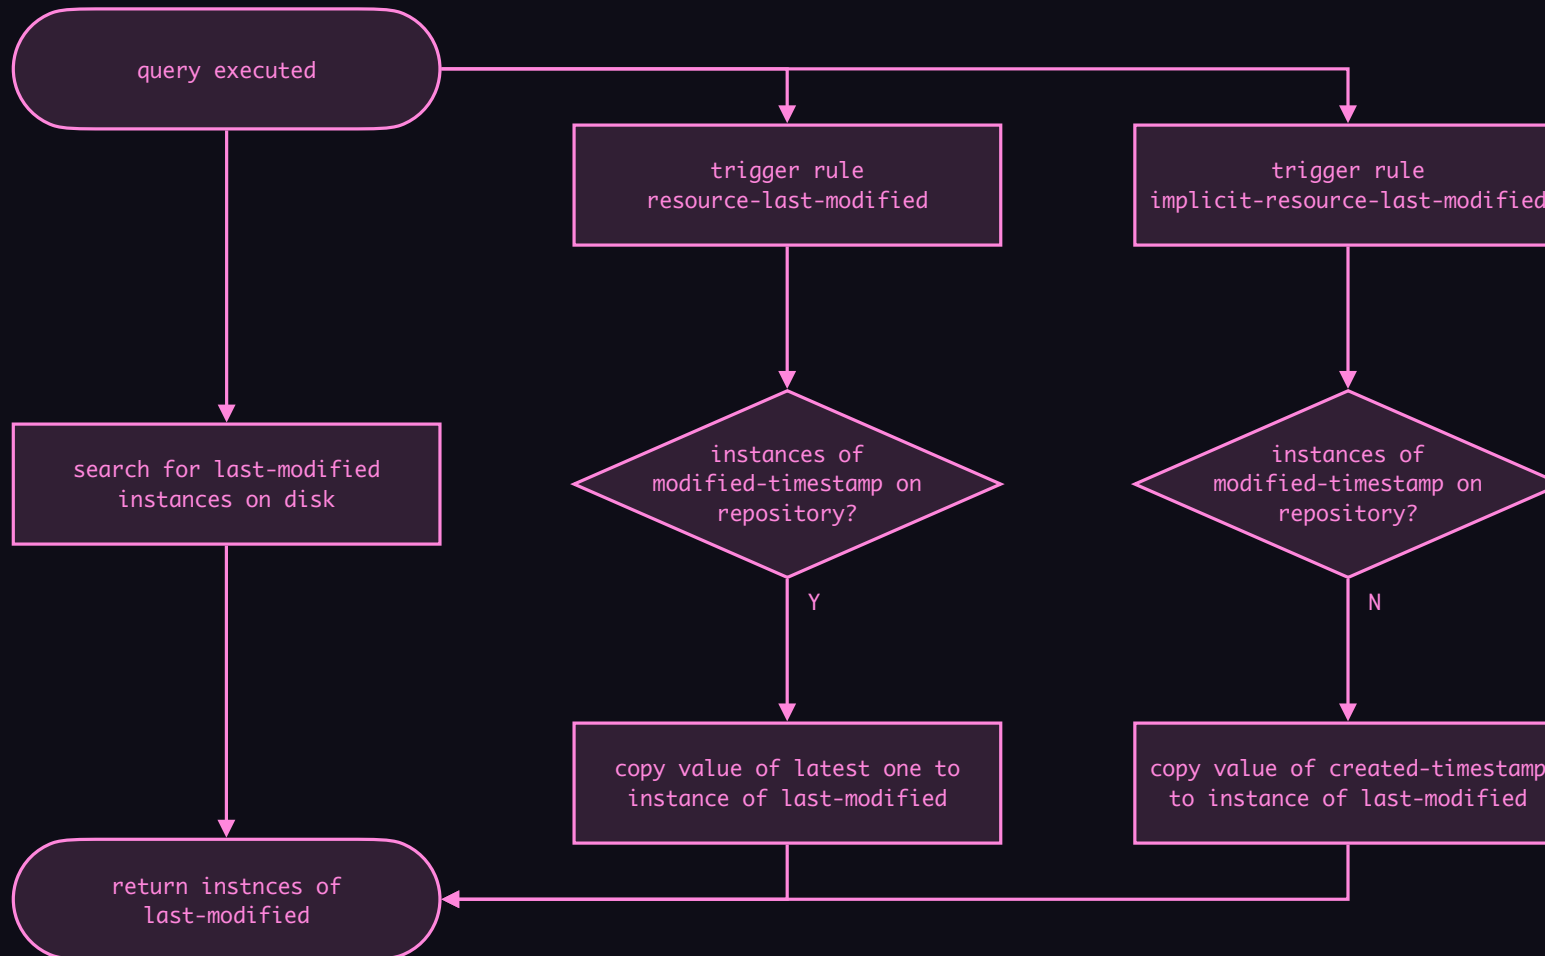 query executed
trigger rule
resource-last-modified
trigger rule
implicit-resource-last-modified
search for last-modified
instances on disk
instances of
modified-timestamp on
repository?
instances of
modified-timestamp on
repository?
Y
N
copy value of latest one to
instance of last-modified
copy value of created-timestamp
to instance of last-modified
return instnces of
last-modified